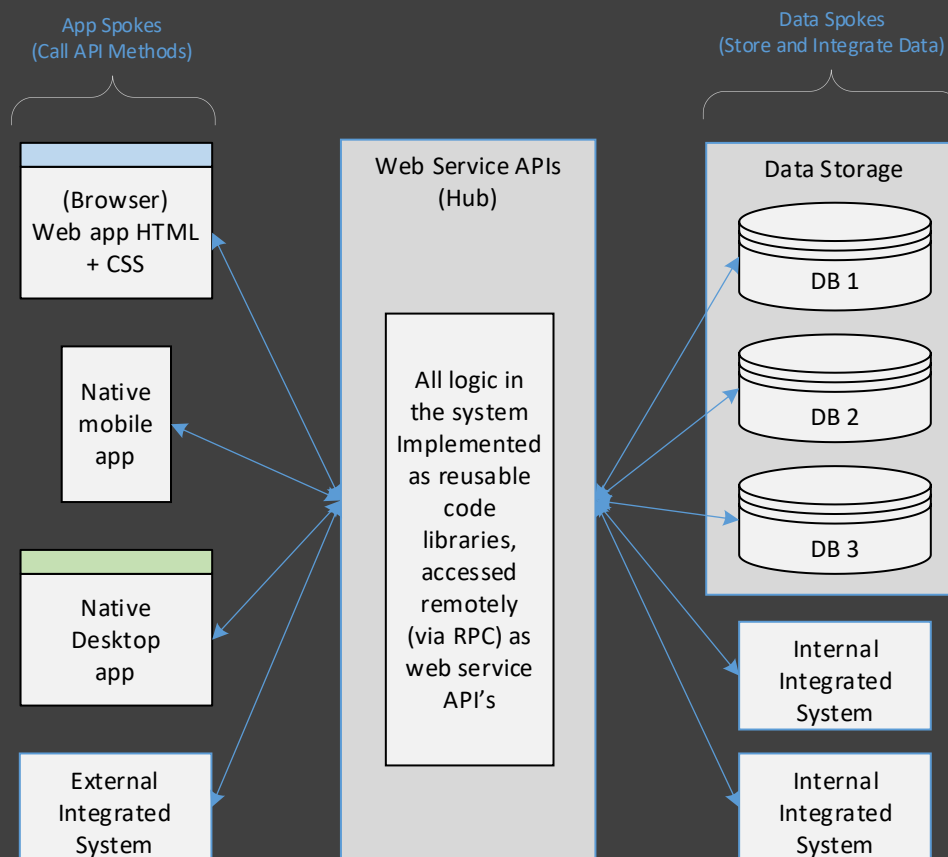 App Spokes
(Call API Methods)
Data Spokes
(Store and Integrate Data)
(Browser)
Web app HTML
+ CSS
Native
mobile
app
Native
Desktop
app
External
Integrated
System
Web Service APIs
(Hub)
All logic in
the system
Implemented
as reusable
code
libraries,
accessed
remotely
(via RPC) as
web service
API’s
Data Storage
DB 1
DB 2
DB 3
Internal
Integrated
System
Internal
Integrated
System